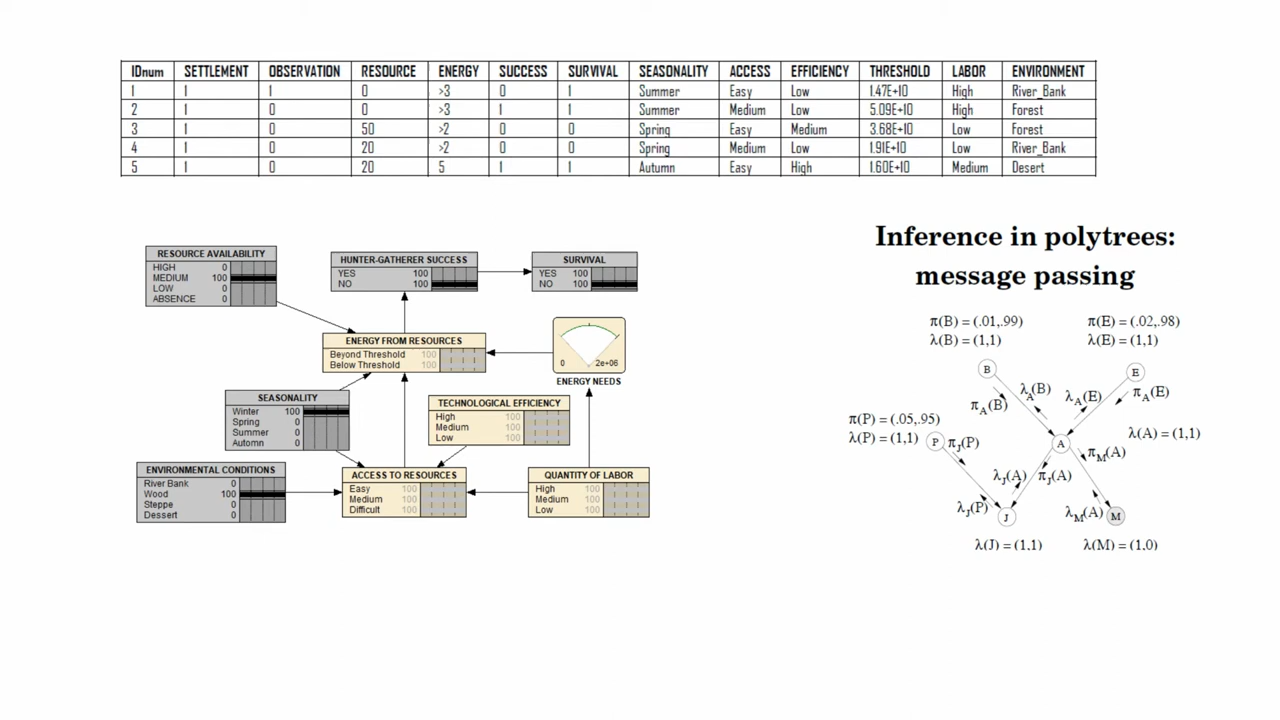 IDnum SETTLEMENT OBSERVATION RESOURCE ENERGY SUCCESS SURVIVAL SEASONALITY ACCESS EFFICIENCY THRESHOLD LABOR ENVIRONMENT
1 1 1 0 >3 0 1 Summer Easy Low 1.47E+10 High River_Bank
2 1 0 0 >3 1 1 Summer Medium Low 5.09E+10 High Forest
3 1 0 50 >2 0 0 Spring Easy Medium 3.68E+10 Low Forest
4 1 0 20 >2 0 0 Spring Medium Low 1.91E+10 Low River_Bank
5 1 0 20 5 1 1 Autumn Easy High 1.60E+10 Medium Desert
RESOURCE AVAILABILITY
HIGH 0
MEDIUM 100
LOW 0
ABSENCE 0
HUNTER-GATHERER SUCCESS
YES 100
NO 100
SURVIVAL
YES 100
NO 100
ENERGY FROM RESOURCES
Beyond Threshold 100
Below Threshold 100
0 2e+06
ENERGY NEEDS
SEASONALITY
Winter 100
Spring 0
Summer 0
Automn 0
TECHNOLOGICAL EFFICIENCY
High 100
Medium 100
Low 100
ENVIRONMENTAL CONDITIONS
River Bank 0
Wood 100
Steppe 0
Dessert 0
ACCESS TO RESOURCES
Easy 100
Medium 100
Difficult 100
QUANTITY OF LABOR
High 100
Medium 100
Low 100
Inference in polytrees:
message passing
π(B) = (.01,.99) π(E) = (.02,.98)
λ(B) = (1,1) λ(E) = (1,1)
B E
λA(B) λA(E) πA(E)
πA(B)
π(P) = (.05,.95)
λ(P) = (1,1) P πJ(P) A λ(A) = (1,1)
πM(A)
λJ(A) πJ(A)
λJ(P) J λM(A) M
λ(J) = (1,1) λ(M) = (1,0)